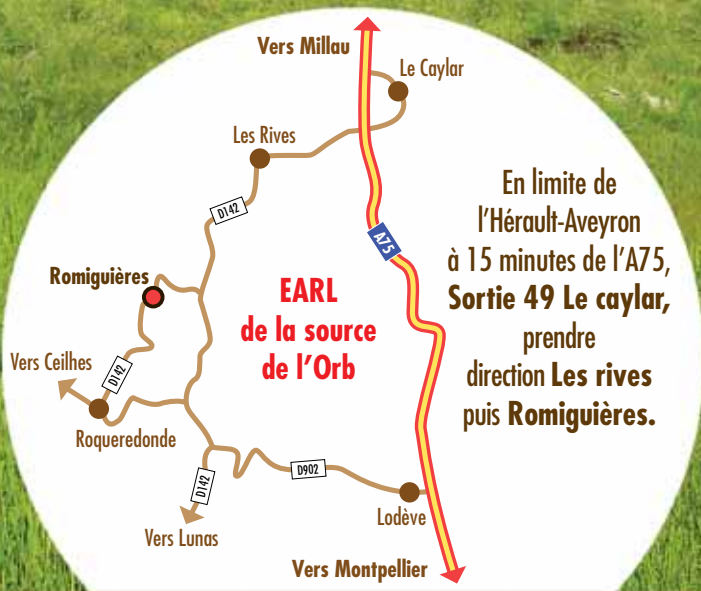 Vers Millau
Le Caylar
Les Rives
D142
A75
Romiguières
EARL
de la source
de l'Orb
D142
Vers Ceilhes
Roqueredonde
D902
D142
Lodève
Vers Lunas
Vers Montpellier
En limite de
l'Hérault-Aveyron
à 15 minutes de l'A75,
Sortie 49 Le caylar,
prendre
direction Les rives
puis Romiguières.